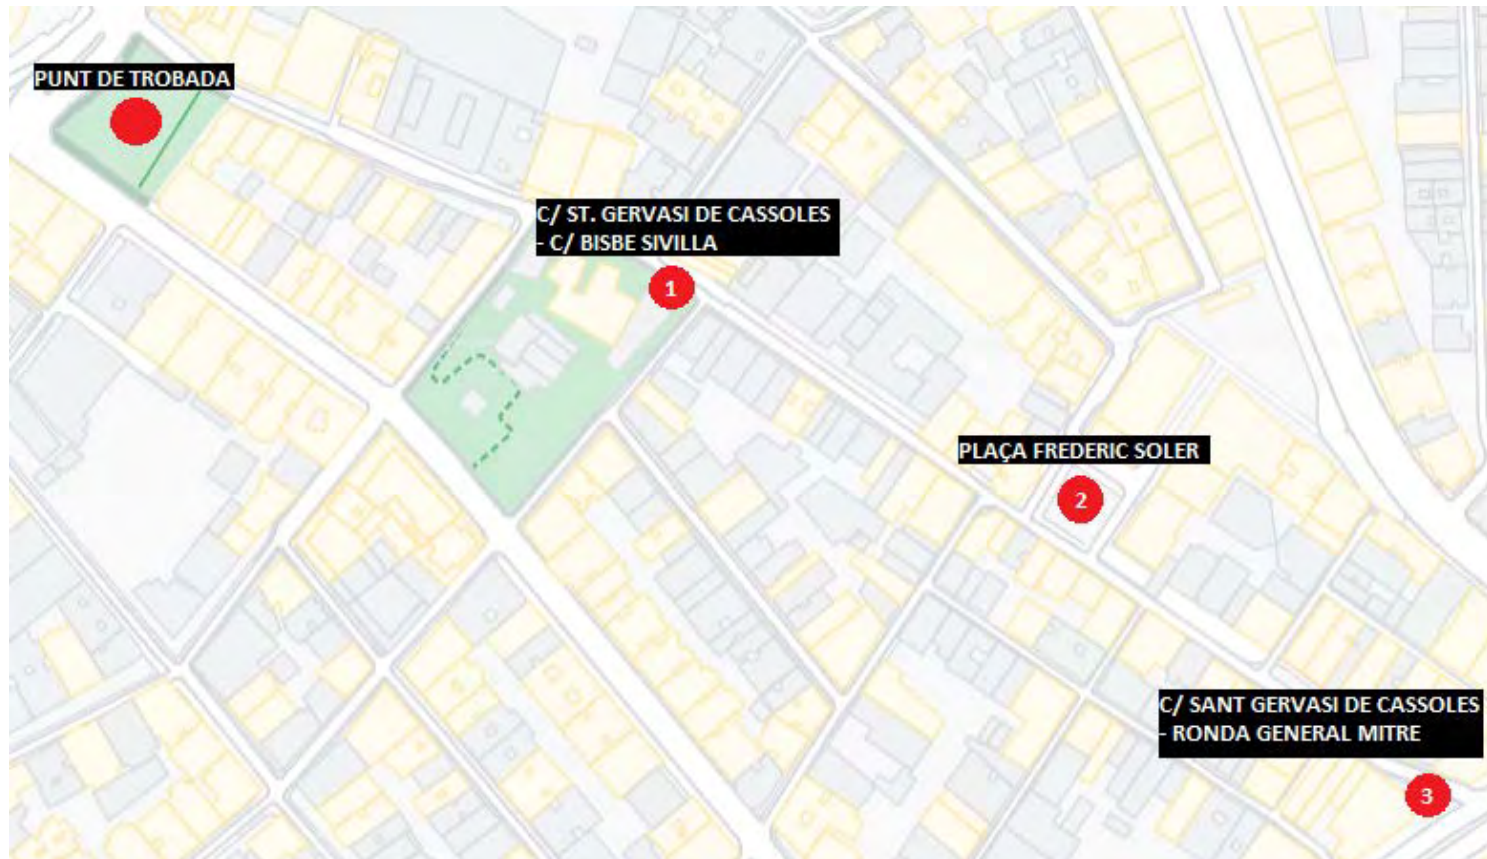 PUNT DE TROBADA
C/ ST. GERVASI DE CASSOLES
- C/ BISBE SIVILLA
1
PLAÇA FREDERIC SOLER
2
C/ SANT GERVASI DE CASSOLES
- RONDA GENERAL MITRE
3